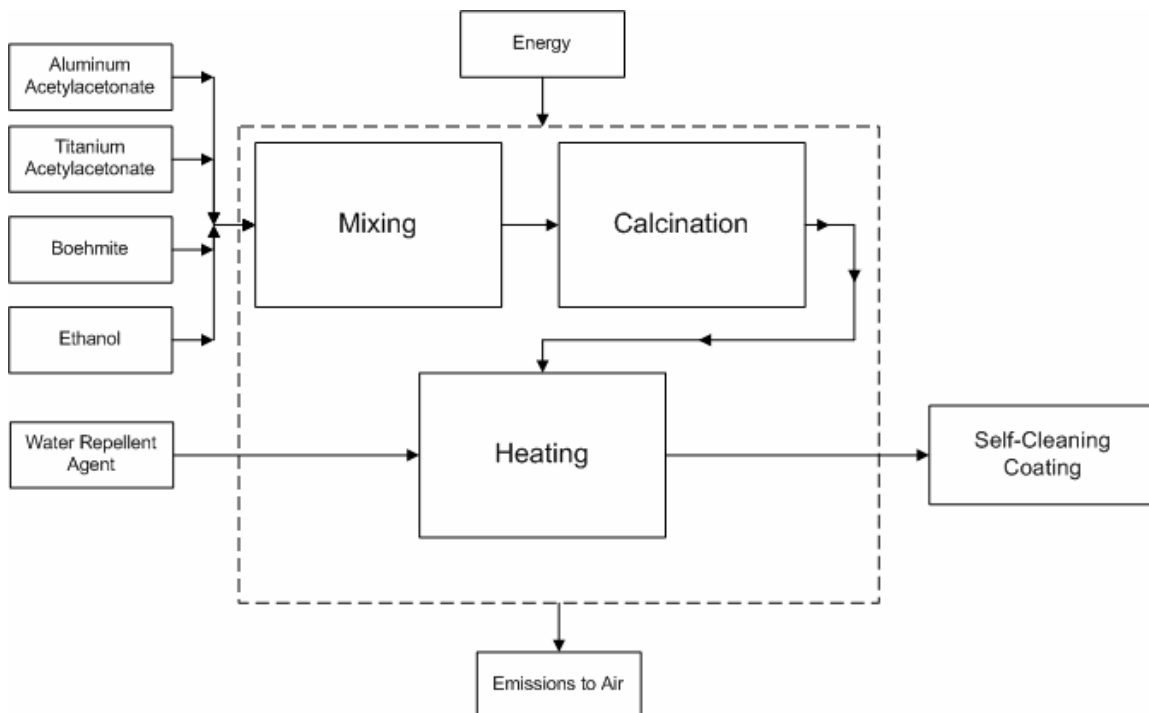 Energy
Aluminum
Acetylacetonate
Titanium
Acetylacetonate
Mixing
Calcination
Boehmite
Ethanol
Water Repellent
Agent
Heating
Self-Cleaning
Coating
Emissions to Air